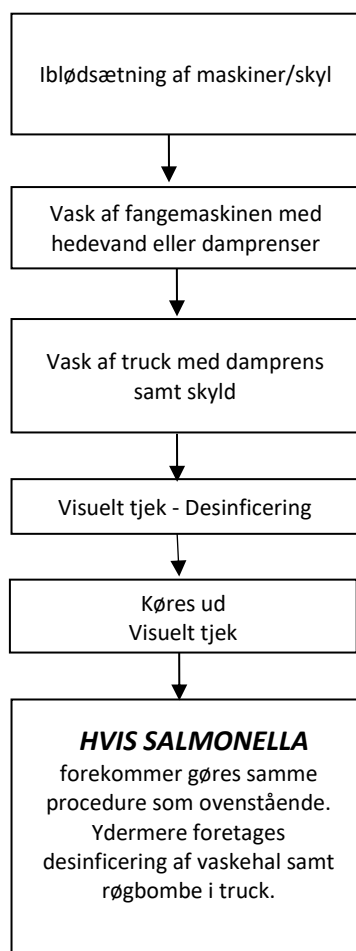 Iblødsætning af maskiner/skyl
Vask af fangemaskinen med
hedevand eller damprenser
Vask af truck med damprens
samt skyld
Visuelt tjek - Desinficering
Køres ud
Visuelt tjek
HVIS SALMONELLA
forekommer gøres samme
procedure som ovenstående.
Ydermere foretages
desinficering af vaskehal samt
røgbombe i truck.